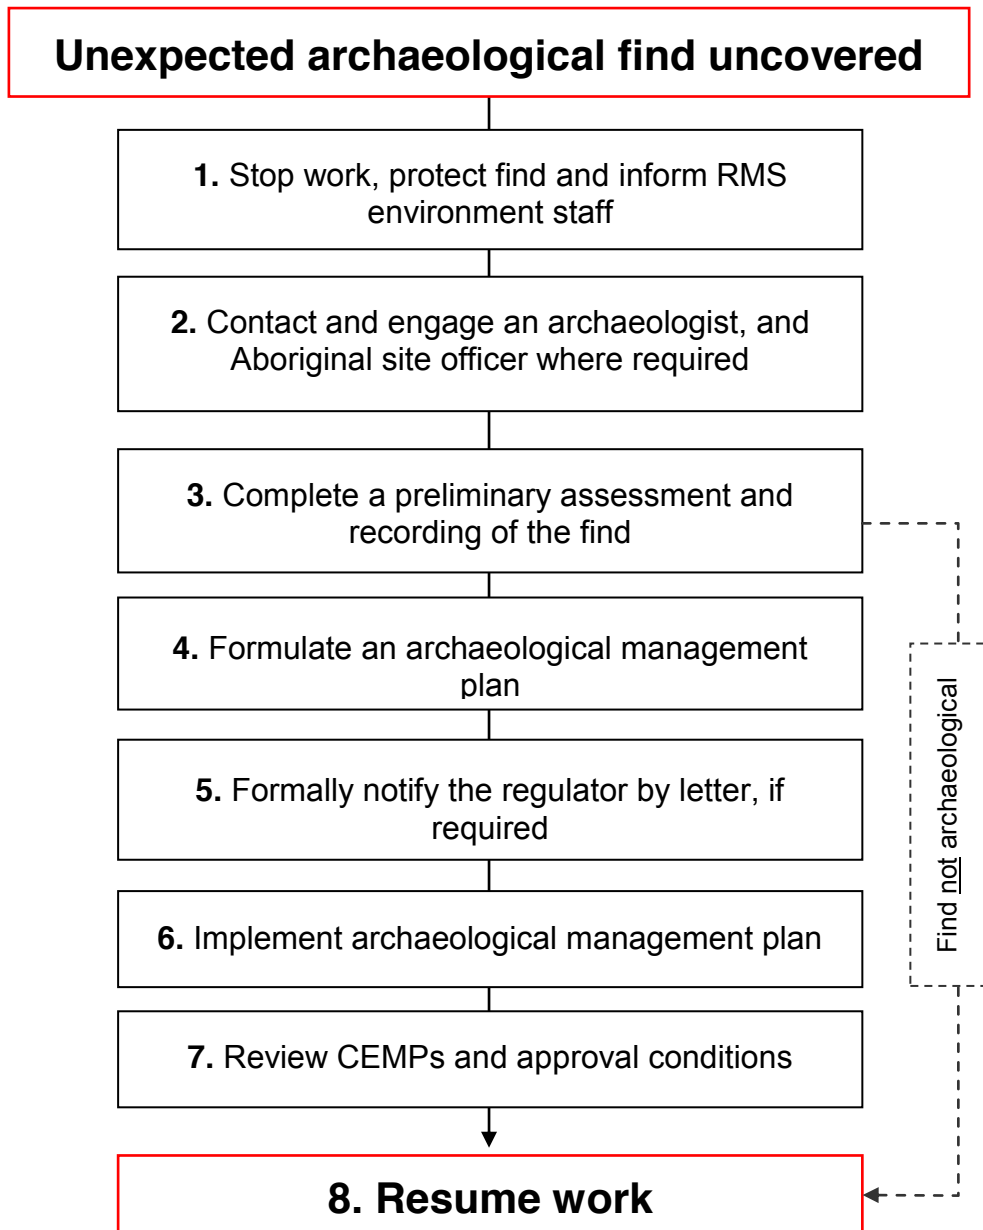 Unexpected archaeological find uncovered
1. Stop work, protect find and inform RMS
environment staff
2. Contact and engage an archaeologist, and
Aboriginal site officer where required
3. Complete a preliminary assessment and
recording of the find
4. Formulate an archaeological management
plan
5. Formally notify the regulator by letter, if
required
Find not archaeological
6. Implement archaeological management plan
7. Review CEMPs and approval conditions
8. Resume work